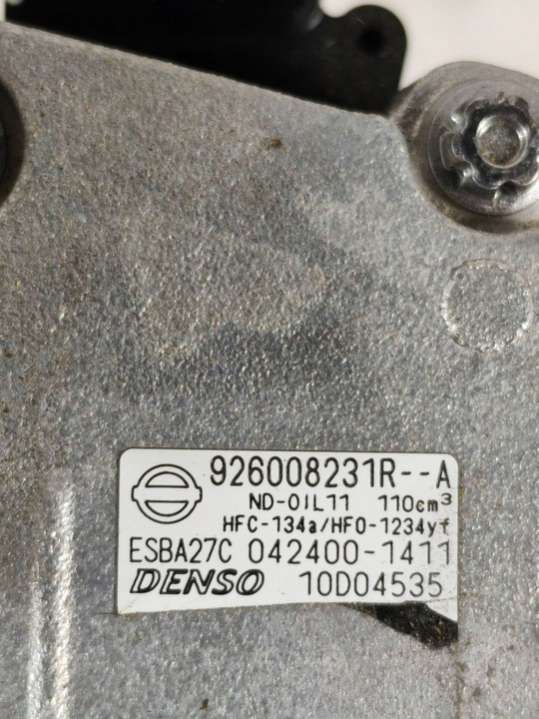 926008231R--A
ND-OIL11 110cm³
HFC-134a/HFO-1234yf
ESBA27C 042400-1411
DENSO 10D04535